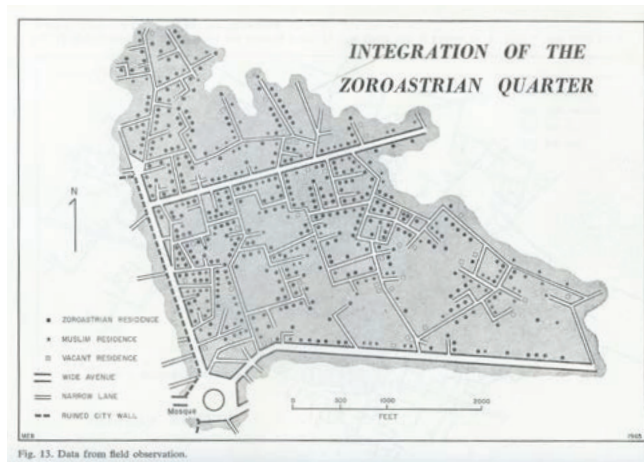 INTEGRATION OF THE
ZOROASTRIAN QUARTER
N
ZOROASTRIAN RESIDENCE
MUSLIM RESIDENCE
VACANT RESIDENCE
WIDE AVENUE
NARROW LANE
RUINED CITY WALL
Mosque
0 500 1000 2000
FEET
MEB
1965
Fig. 13. Data from field observation.